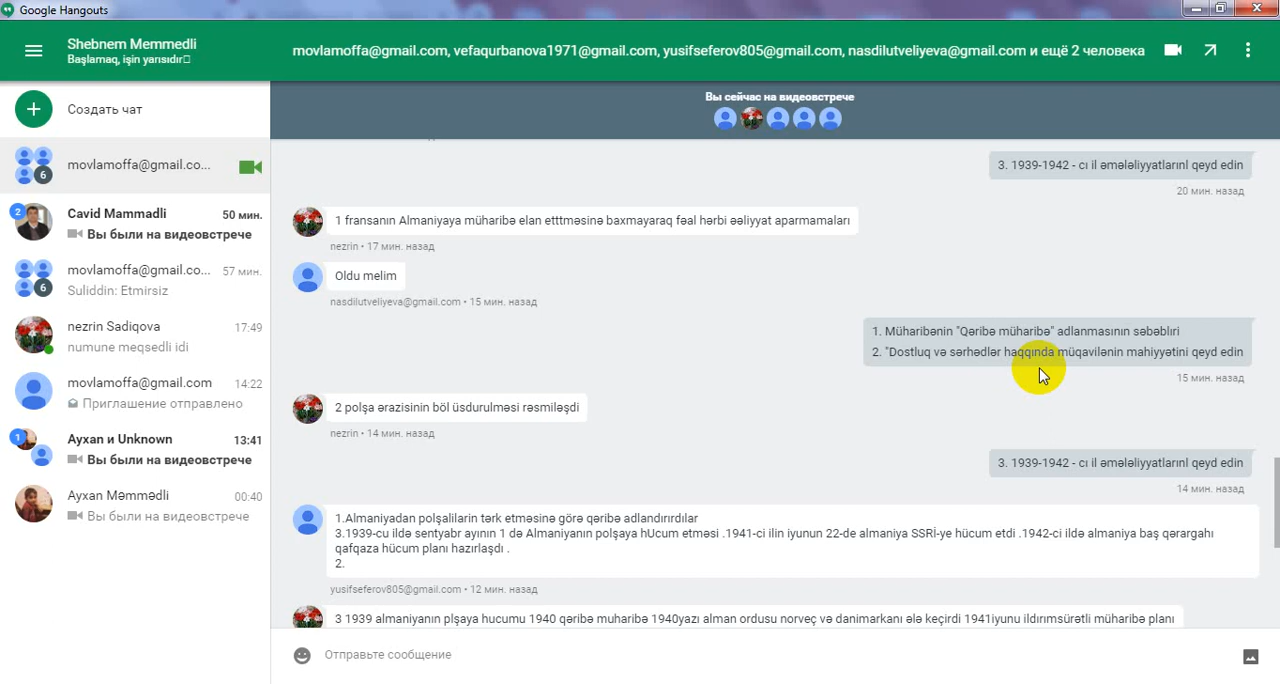 Google Hangouts
Shebnem Memmedli
Başlamaq, işin yarısıdır
movlamoffa@gmail.com, vefaqurbanova1971@gmail.com, yusifseferov805@gmail.com, nasdilutveliyeva@gmail.com и ещё 2 человека
Создать чат
movlamoffa@gmail.co...
6
2
Cavid Mammadli
50 мин.
Вы были на видеовстрече
movlamoffa@gmail.co...
57 мин.
6
Suliddin: Etmirsiz
nezrin Sadiqova
17:49
numune meqsedli idi
movlamoffa@gmail.com
14:22
Приглашение отправлено
1
Ayxan и Unknown
13:41
Вы были на видеовстрече
Ayxan Məmmədli
00:40
Вы были на видеовстрече
Вы сейчас на видеовстрече
3. 1939-1942 - cı il əmələliyyatlarınl qeyd edin
20 мин. назад
1 fransanın Almaniyaya müharibə elan etttməsinə baxmayaraq fəal hərbi əəliyyat aparmamaları
nezrin • 17 мин. назад
Oldu melim
nasdilutveliyeva@gmail.com • 15 мин. назад
1. Müharibənin "Qəribə müharibə" adlanmasının səbəblıri
2. "Dostluq və sərhədlər haqqında müqavilənin mahiyyətini qeyd edin
15 мин. назад
2 polşa ərazisinin böl üsdurulməsi rəsmiləşdi
nezrin • 14 мин. назад
3. 1939-1942 - cı il əmələliyyatlarınl qeyd edin
14 мин. назад
1.Almaniyadan polşalilarin tərk etməsinə görə qəribə adlandırırdılar
3.1939-cu ildə sentyabr ayının 1 də Almaniyanın polşaya hUcum etməsi .1941-ci ilin iyunun 22-de almaniya SSRİ-ye hücum etdi .1942-ci ildə almaniya baş qərargahı
qafqaza hücum planı hazırlaşdı .
2.
yusifseferov805@gmail.com • 12 мин. назад
3 1939 almaniyanın plşaya hucumu 1940 qəribə muharibə 1940yazı alman ordusu norveç və danimarkanı ələ keçirdi 1941iyunu ildırımsürətli müharibə planı
Отправьте сообщение